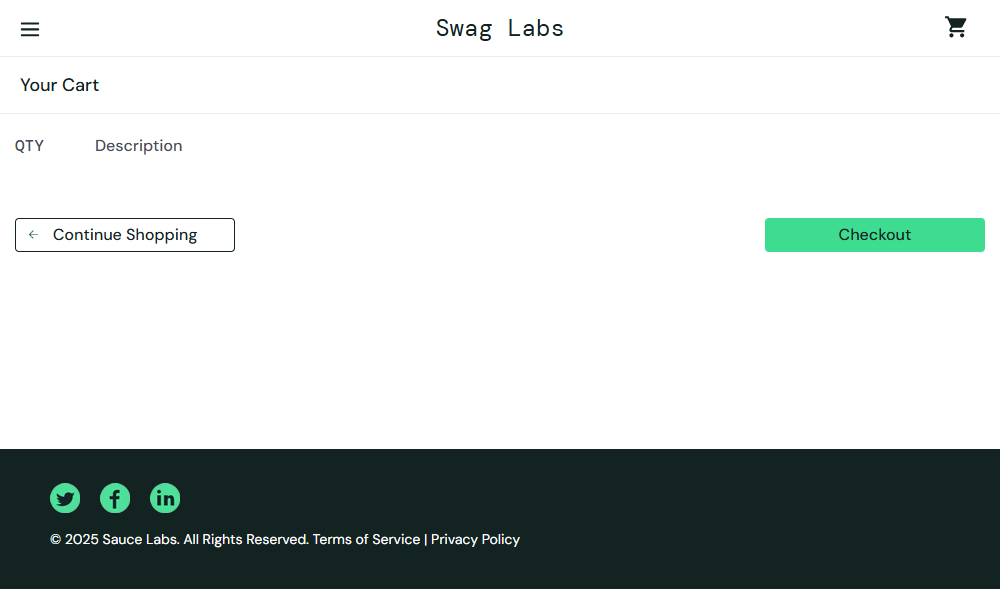 Swag Labs
Your Cart
QTY Description
Continue Shopping Checkout
© 2025 Sauce Labs. All Rights Reserved. Terms of Service | Privacy Policy